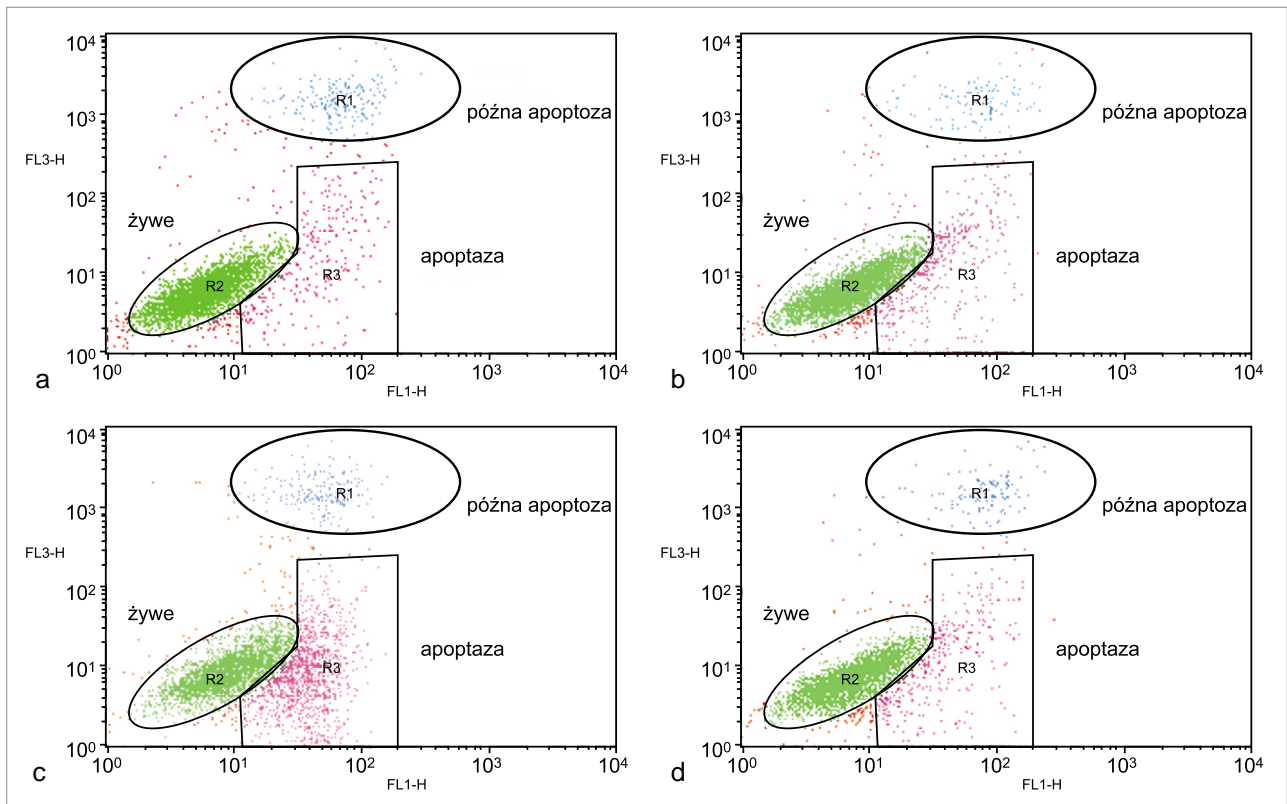 10⁴
10³
10²
10¹
10⁰
FL3-H
R1
późna apoptoza
żywe
R2
R3
apoptaza
10⁰ 10¹ 10² 10³ 10⁴
FL1-H
a
10⁴
10³
10²
10¹
10⁰
FL3-H
R1
późna apoptoza
żywe
R2
R3
apoptaza
10⁰ 10¹ 10² 10³ 10⁴
FL1-H
b
10⁴
10³
10²
10¹
10⁰
FL3-H
R1
późna apoptoza
żywe
R2
R3
apoptaza
10⁰ 10¹ 10² 10³ 10⁴
FL1-H
c
10⁴
10³
10²
10¹
10⁰
FL3-H
R1
późna apoptoza
żywe
R2
R3
apoptaza
10⁰ 10¹ 10² 10³ 10⁴
FL1-H
d